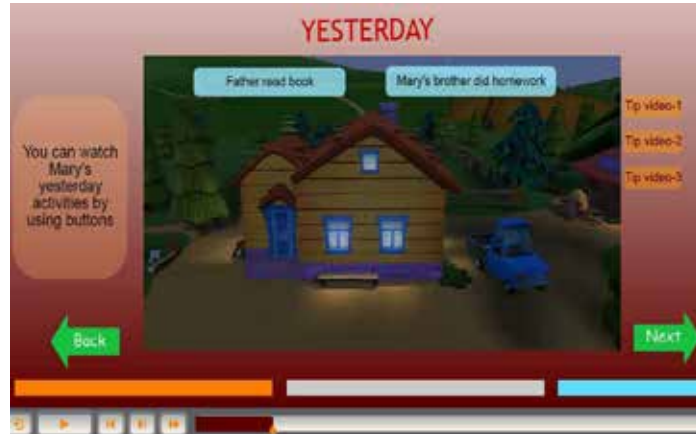 YESTERDAY
Father read book
Mary's brother did homework
You can watch
Mary's
yesterday
activities by
using buttons
Tip video-1
Tip video-2
Tip video-3
Back
Next